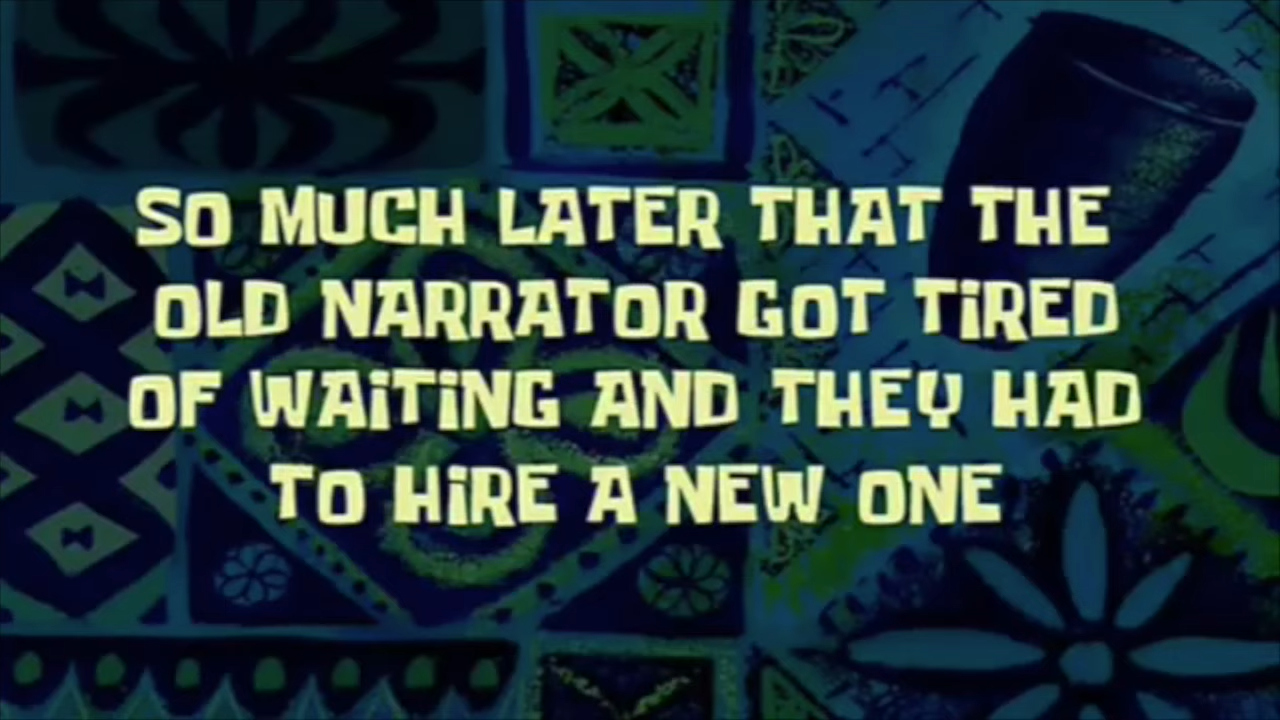 SO MUCH LATER THAT THE
OLD NARRATOR GOT TiRED
OF WAiTiNG AND THEY HAD
TO HiRE A NEW ONE